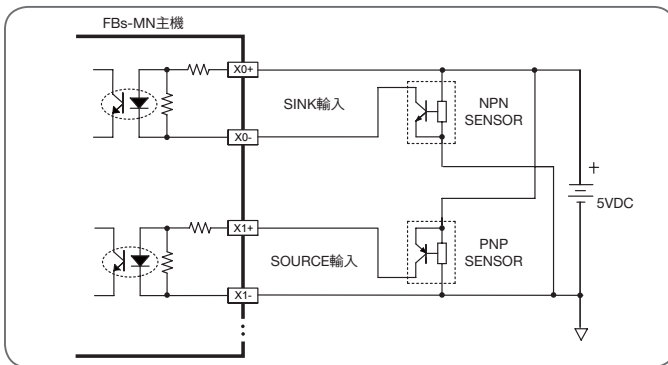 FBs-MN主機
X0+
SINK輸入
NPN
SENSOR
X0-
+
5VDC
X1+
SOURCE輸入
PNP
SENSOR
X1-